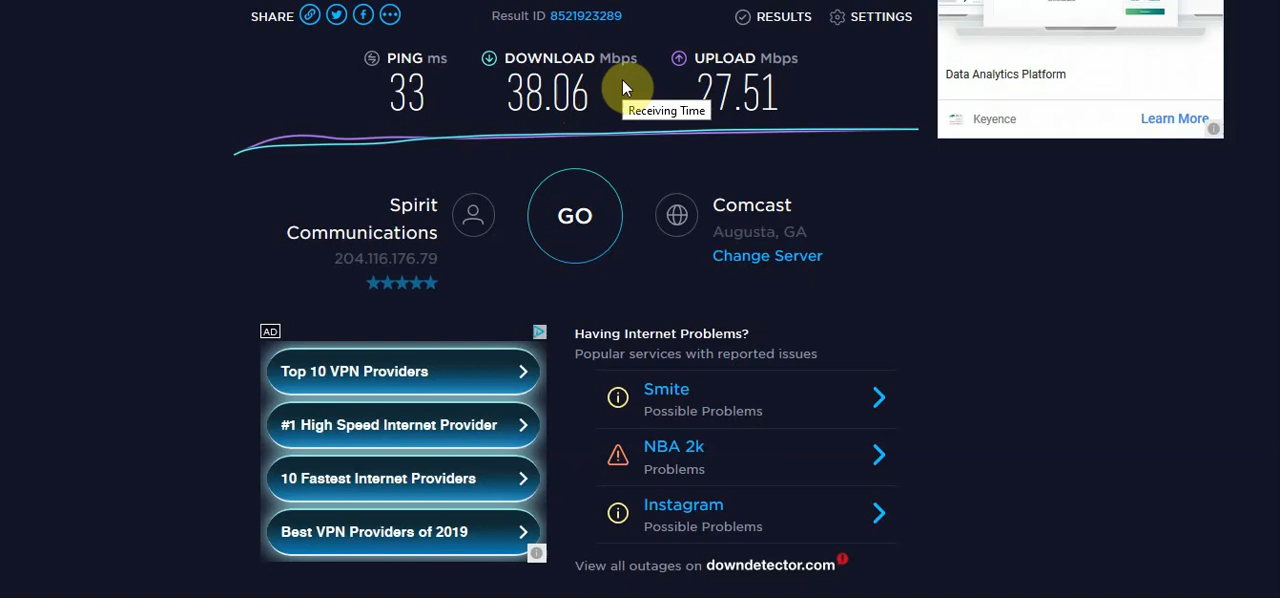 SHARE
Result ID 8521923289
RESULTS
SETTINGS
PING ms
DOWNLOAD Mbps
UPLOAD Mbps
33
38.06
27.51
Receiving Time
Data Analytics Platform
Keyence
Learn More
Spirit
Communications
204.116.176.79
GO
Comcast
Augusta, GA
Change Server
AD
Top 10 VPN Providers
#1 High Speed Internet Provider
10 Fastest Internet Providers
Best VPN Providers of 2019
Having Internet Problems?
Popular services with reported issues
Smite
Possible Problems
NBA 2k
Problems
Instagram
Possible Problems
View all outages on downdetector.com